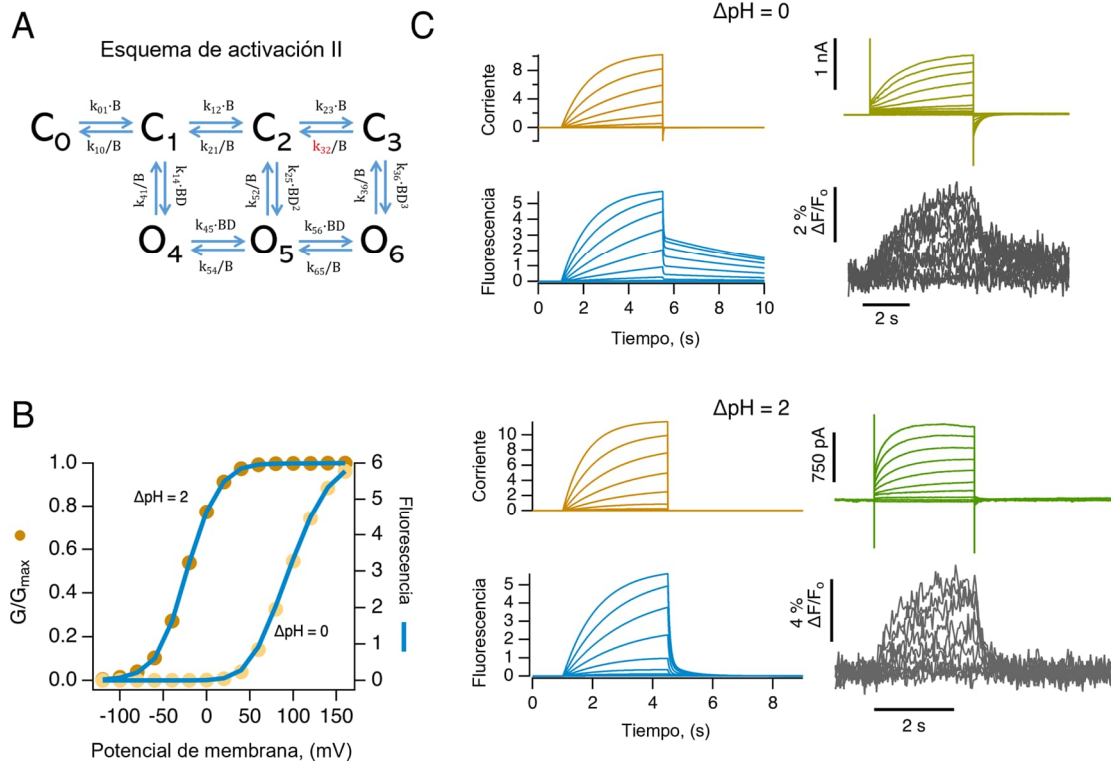 A
Esquema de activación II
k01·B
k12·B
k23·B
C0
C1
C2
C3
k10/B
k21/B
k32/B
k41/B
k14·BD
k52/B
k25·BD²
k36/B
k36·BD³
k45·BD
k56·BD
O4
O5
O6
k54/B
k65/B
B
1.0
0.8
0.6
0.4
0.2
0.0
G/Gmax
ΔpH = 2
ΔpH = 0
6
5
4
3
2
1
0
Fluorescencia
-100
-50
0
50
100
150
Potencial de membrana, (mV)
C
ΔpH = 0
Corriente
8
4
0
1 nA
Fluorescencia
5
4
3
2
1
0
0
2
4
6
8
10
Tiempo, (s)
2 %
ΔF/Fo
2 s
ΔpH = 2
Corriente
10
8
6
4
2
0
750 pA
Fluorescencia
5
4
3
2
1
0
0
2
4
6
8
Tiempo, (s)
4 %
ΔF/Fo
2 s